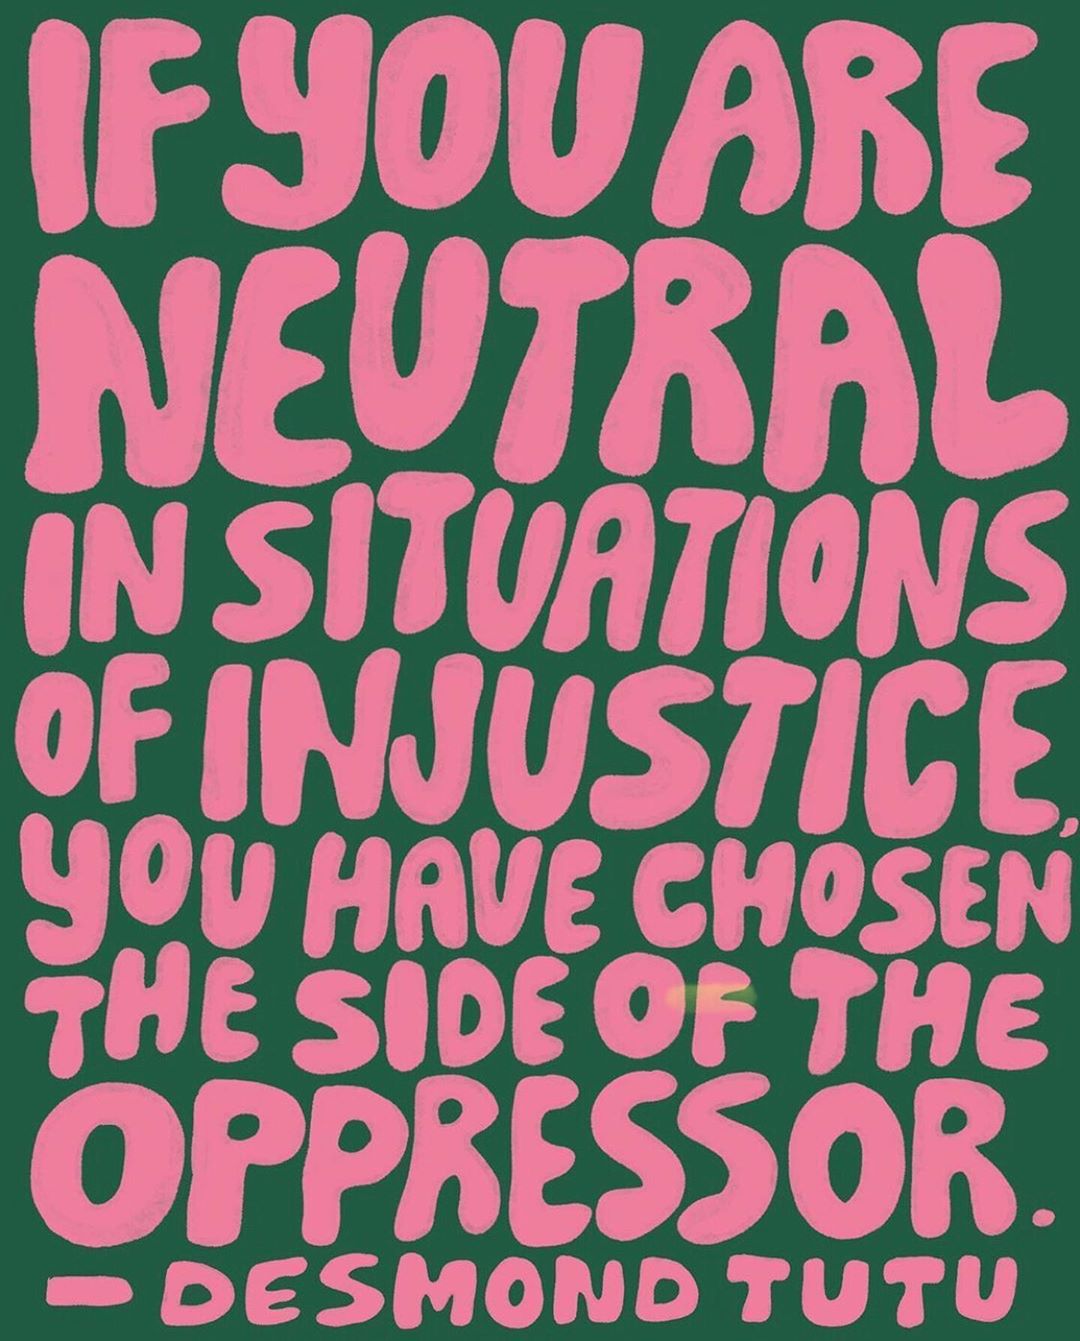 IF YOU ARE
NEUTRAL
IN SITUATIONS
OF INJUSTICE,
YOU HAVE CHOSEN
THE SIDE OF THE
OPPRESSOR.
— DESMOND TUTU